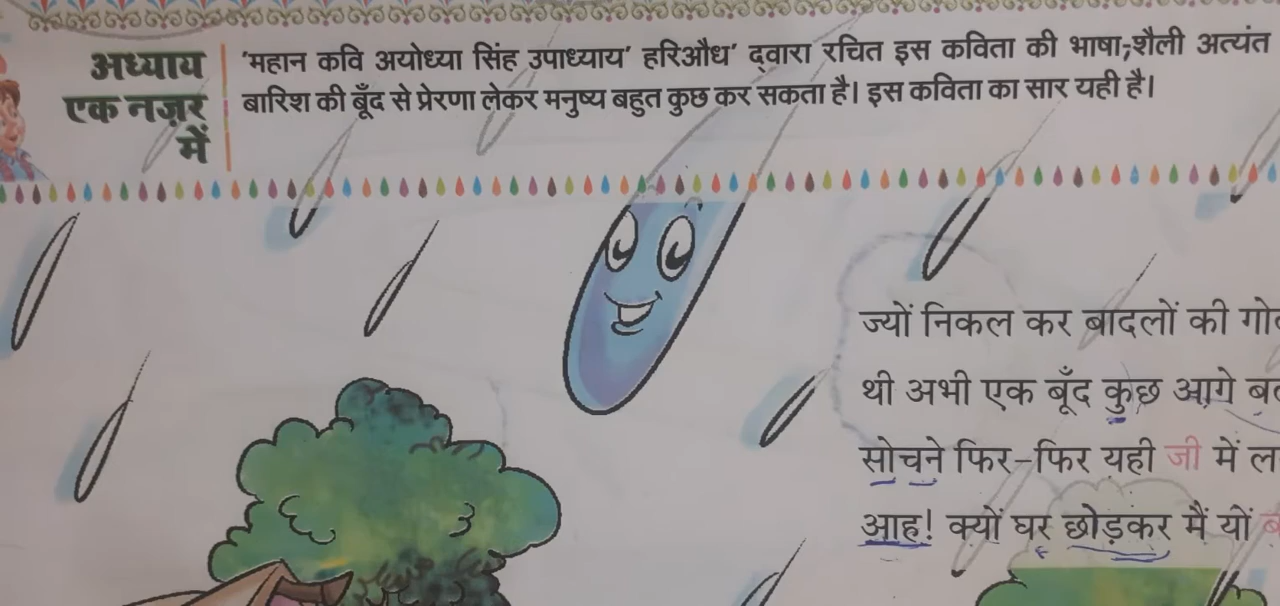 अध्याय
एक नज़र
में
'महान कवि अयोध्या सिंह उपाध्याय' हरिऔध' द्वारा रचित इस कविता की भाषा-शैली अत्यंत
बारिश की बूँद से प्रेरणा लेकर मनुष्य बहुत कुछ कर सकता है। इस कविता का सार यही है।
ज्यों निकल कर बादलों की
थी अभी एक बूँद कुछ आगे
सोचने फिर-फिर यही जी में
आह! क्यों घर छोड़कर मैं यों